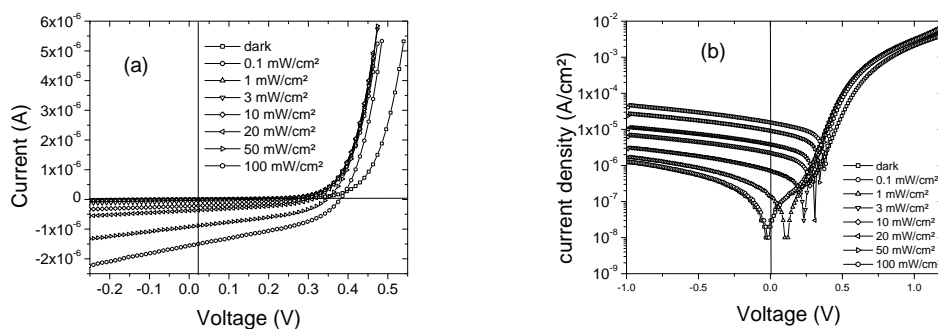 6x10⁻⁶
5x10⁻⁶
4x10⁻⁶
3x10⁻⁶
2x10⁻⁶
1x10⁻⁶
0
-1x10⁻⁶
-2x10⁻⁶
Current (A)
(a)
dark
0.1 mW/cm²
1 mW/cm²
3 mW/cm²
10 mW/cm²
20 mW/cm²
50 mW/cm²
100 mW/cm²
-0.2 -0.1 0.0 0.1 0.2 0.3 0.4 0.5
Voltage (V)
10⁻²
10⁻³
10⁻⁴
1x10⁻⁵
10⁻⁶
10⁻⁷
10⁻⁸
10⁻⁹
current density (A/cm²)
(b)
dark
0.1 mW/cm²
1 mW/cm²
3 mW/cm²
10 mW/cm²
20 mW/cm²
50 mW/cm²
100 mW/cm²
-1.0 -0.5 0.0 0.5 1.0
Voltage (V)